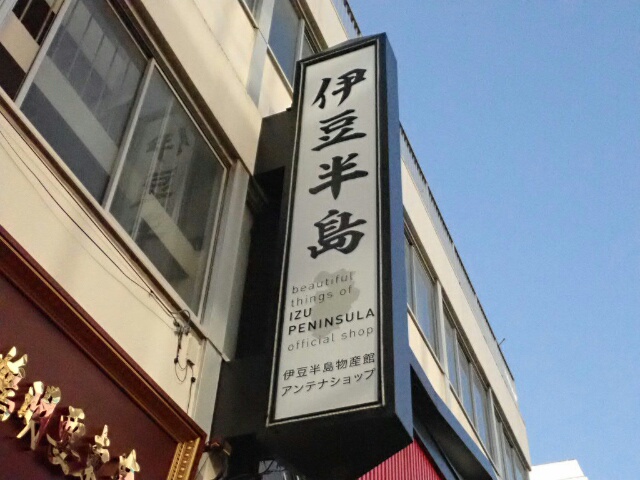 伊豆半島
beautiful
things of
IZU
PENINSULA
official shop
伊豆半島物産館
アンテナショップ